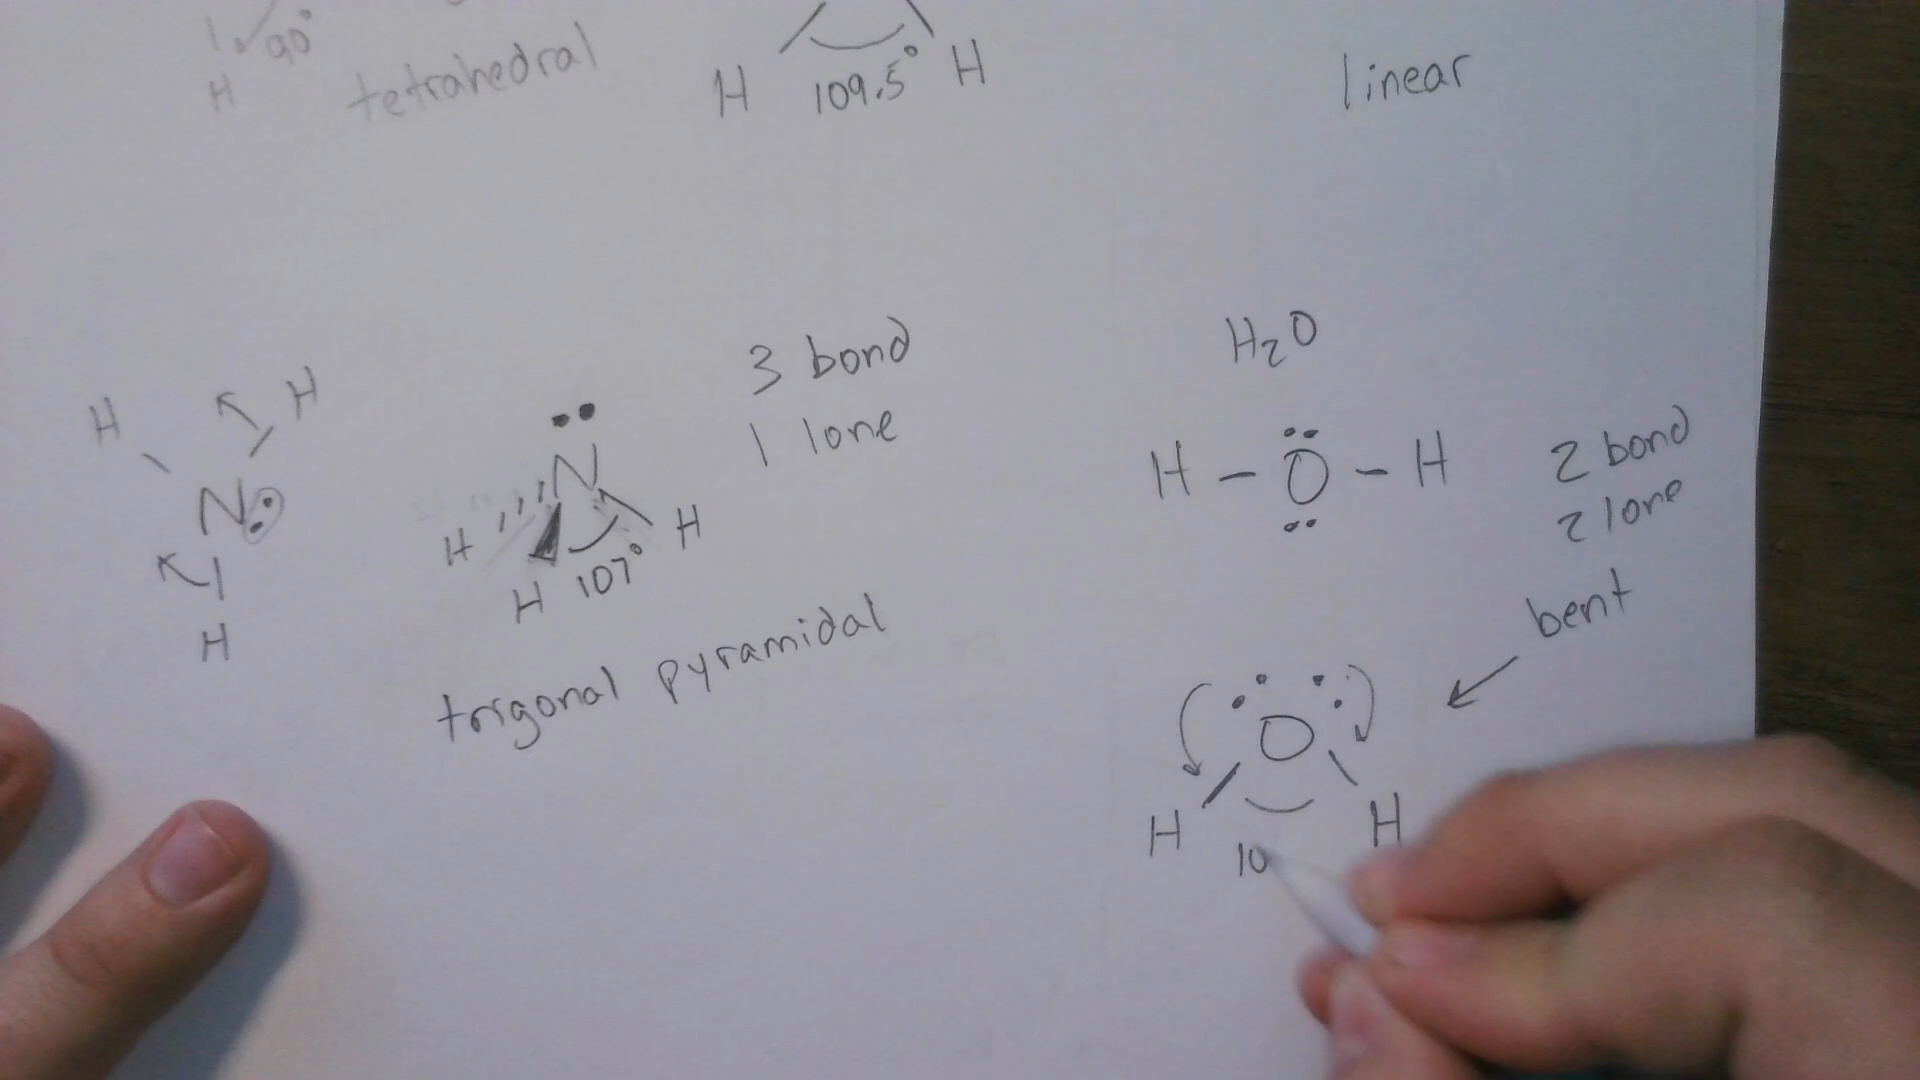 90°
H
tetrahedral
H 109.5° H
linear
H H
N
H
N
H H
H 107°
3 bond
1 lone
trigonal pyramidal
H₂O
H - O - H
2 bond
2 lone
bent
O
H H
10